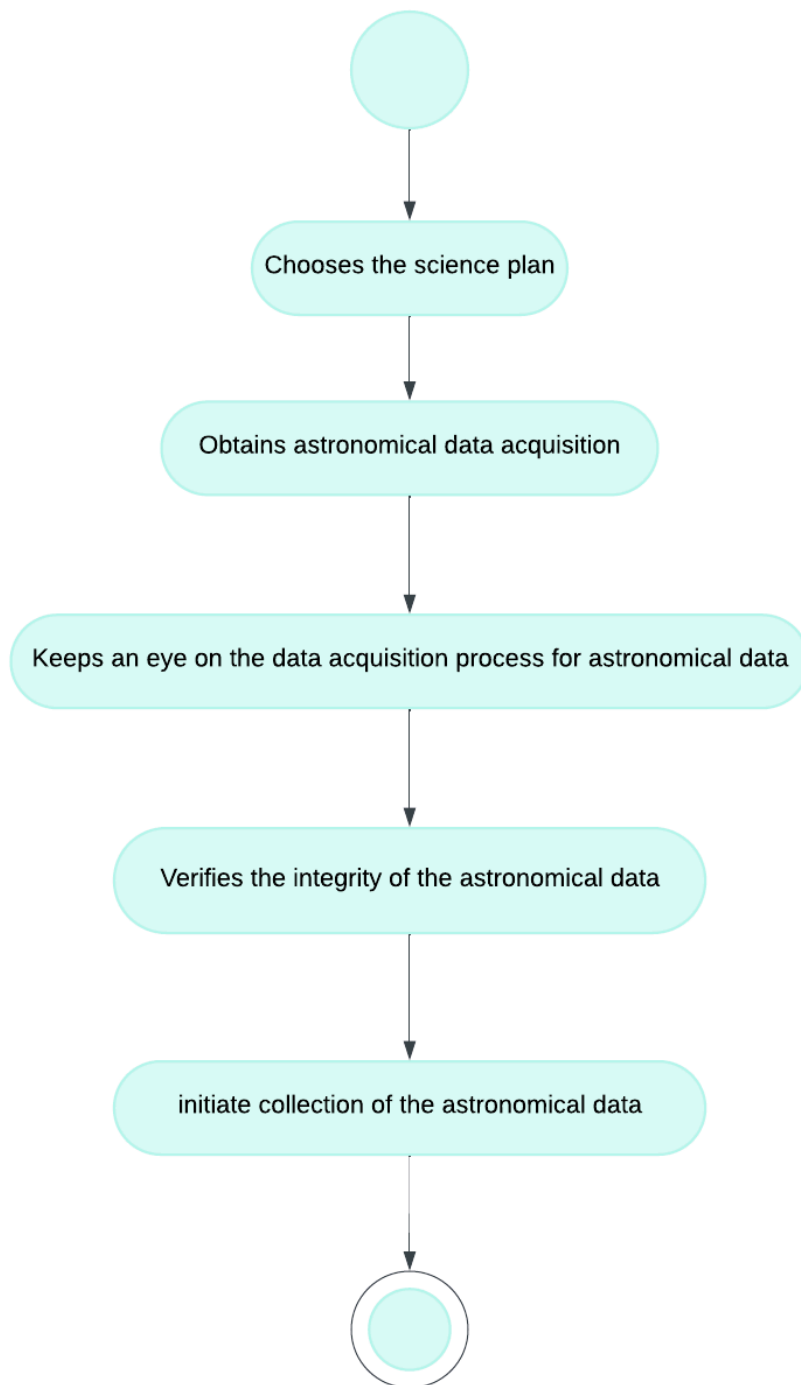 Chooses the science plan
Obtains astronomical data acquisition
Keeps an eye on the data acquisition process for astronomical data
Verifies the integrity of the astronomical data
initiate collection of the astronomical data